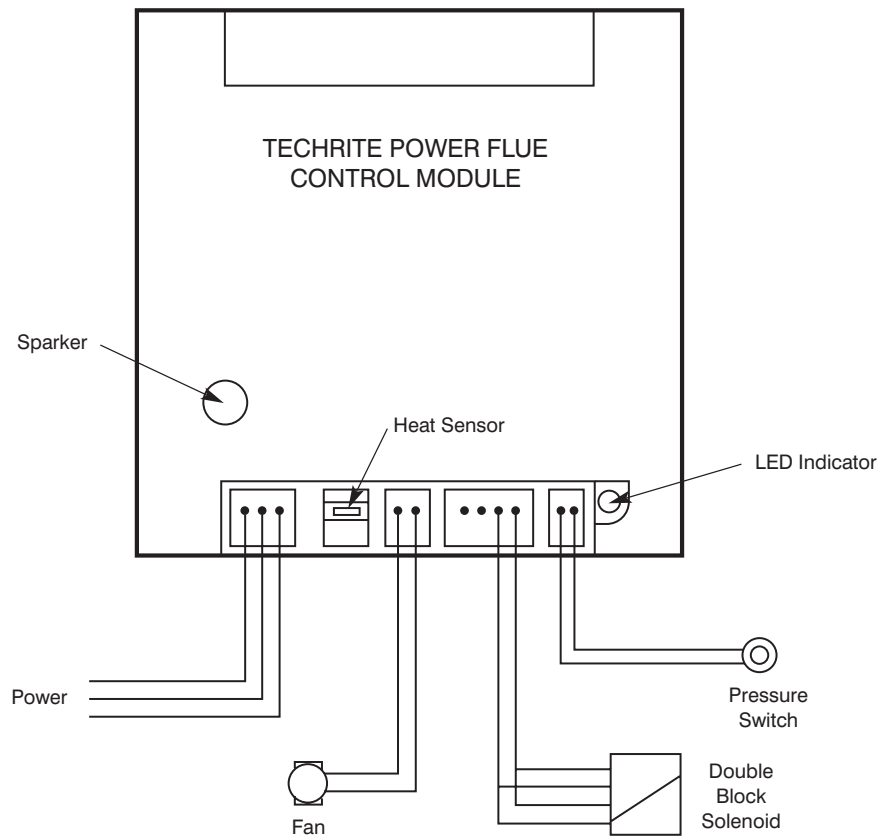 TECHRITE POWER FLUE
CONTROL MODULE
Sparker
Heat Sensor
LED Indicator
Power
Pressure
Switch
Fan
Double
Block
Solenoid